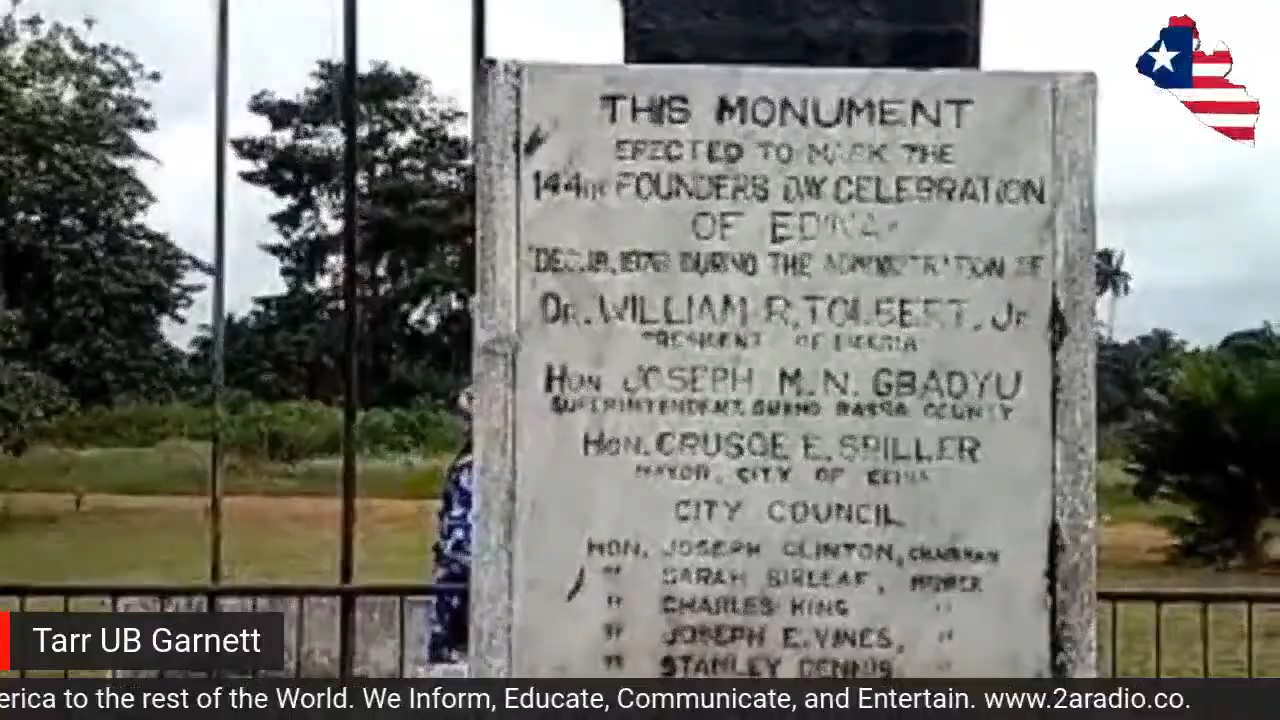 THIS MONUMENT
ERECTED TO MARK THE
144TH FOUNDERS DAY CELEBRATION
OF EDINA
DEC. DURING THE ADMINISTRATION OF
DR. WILLIAM R. TOLBERT, JR
PRESIDENT OF LIBERIA
HON. JOSEPH M.N. GBADYU
SUPERINTENDENT, GRAND BASSA COUNTY
HON. CRUSOE E. SPILLER
MAYOR, CITY OF EDINA
CITY COUNCIL
HON. JOSEPH CLINTON, CHAIRMAN
" SARAH SIRLEAF, MEMBER
" CHARLES KING "
" JOSEPH E. VINES, "
" STANLEY DENNIS
Tarr UB Garnett
erica to the rest of the World. We Inform, Educate, Communicate, and Entertain. www.2aradio.co.